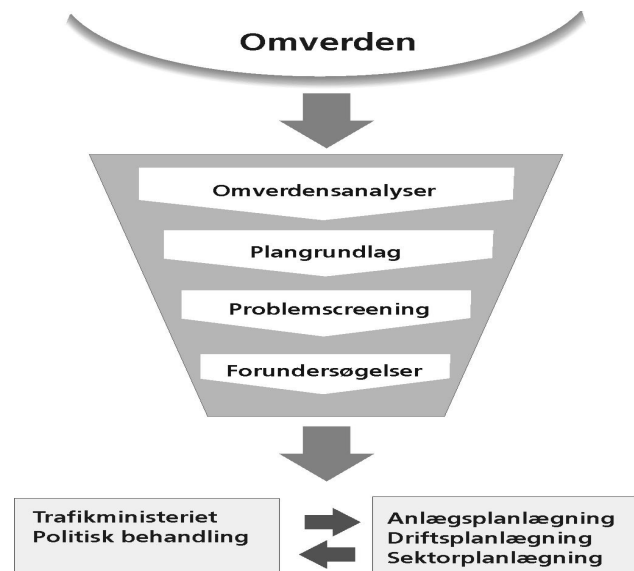 Omverden
Omverdensanalyser
Plangrundlag
Problemscreening
Forundersøgelser
Trafikministeriet
Politisk behandling
Anlægsplanlægning
Driftsplanlægning
Sektorplanlægning